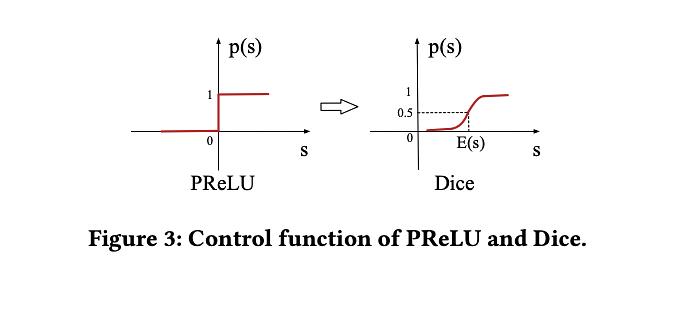 p(s)
1
0
s
PReLU
p(s)
1
0.5
0
E(s)
s
Dice
Figure 3: Control function of PReLU and Dice.